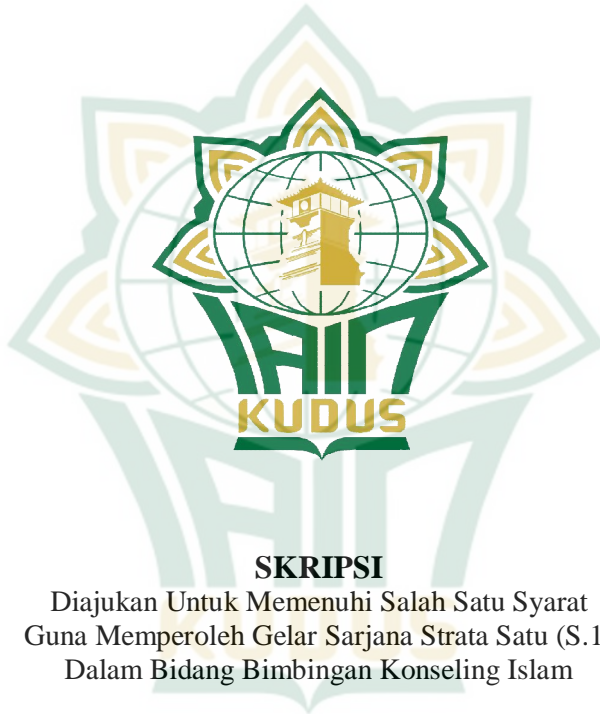 IAIN
KUDUS
SKRIPSI
Diajukan Untuk Memenuhi Salah Satu Syarat
Guna Memperoleh Gelar Sarjana Strata Satu (S.1
Dalam Bidang Bimbingan Konseling Islam